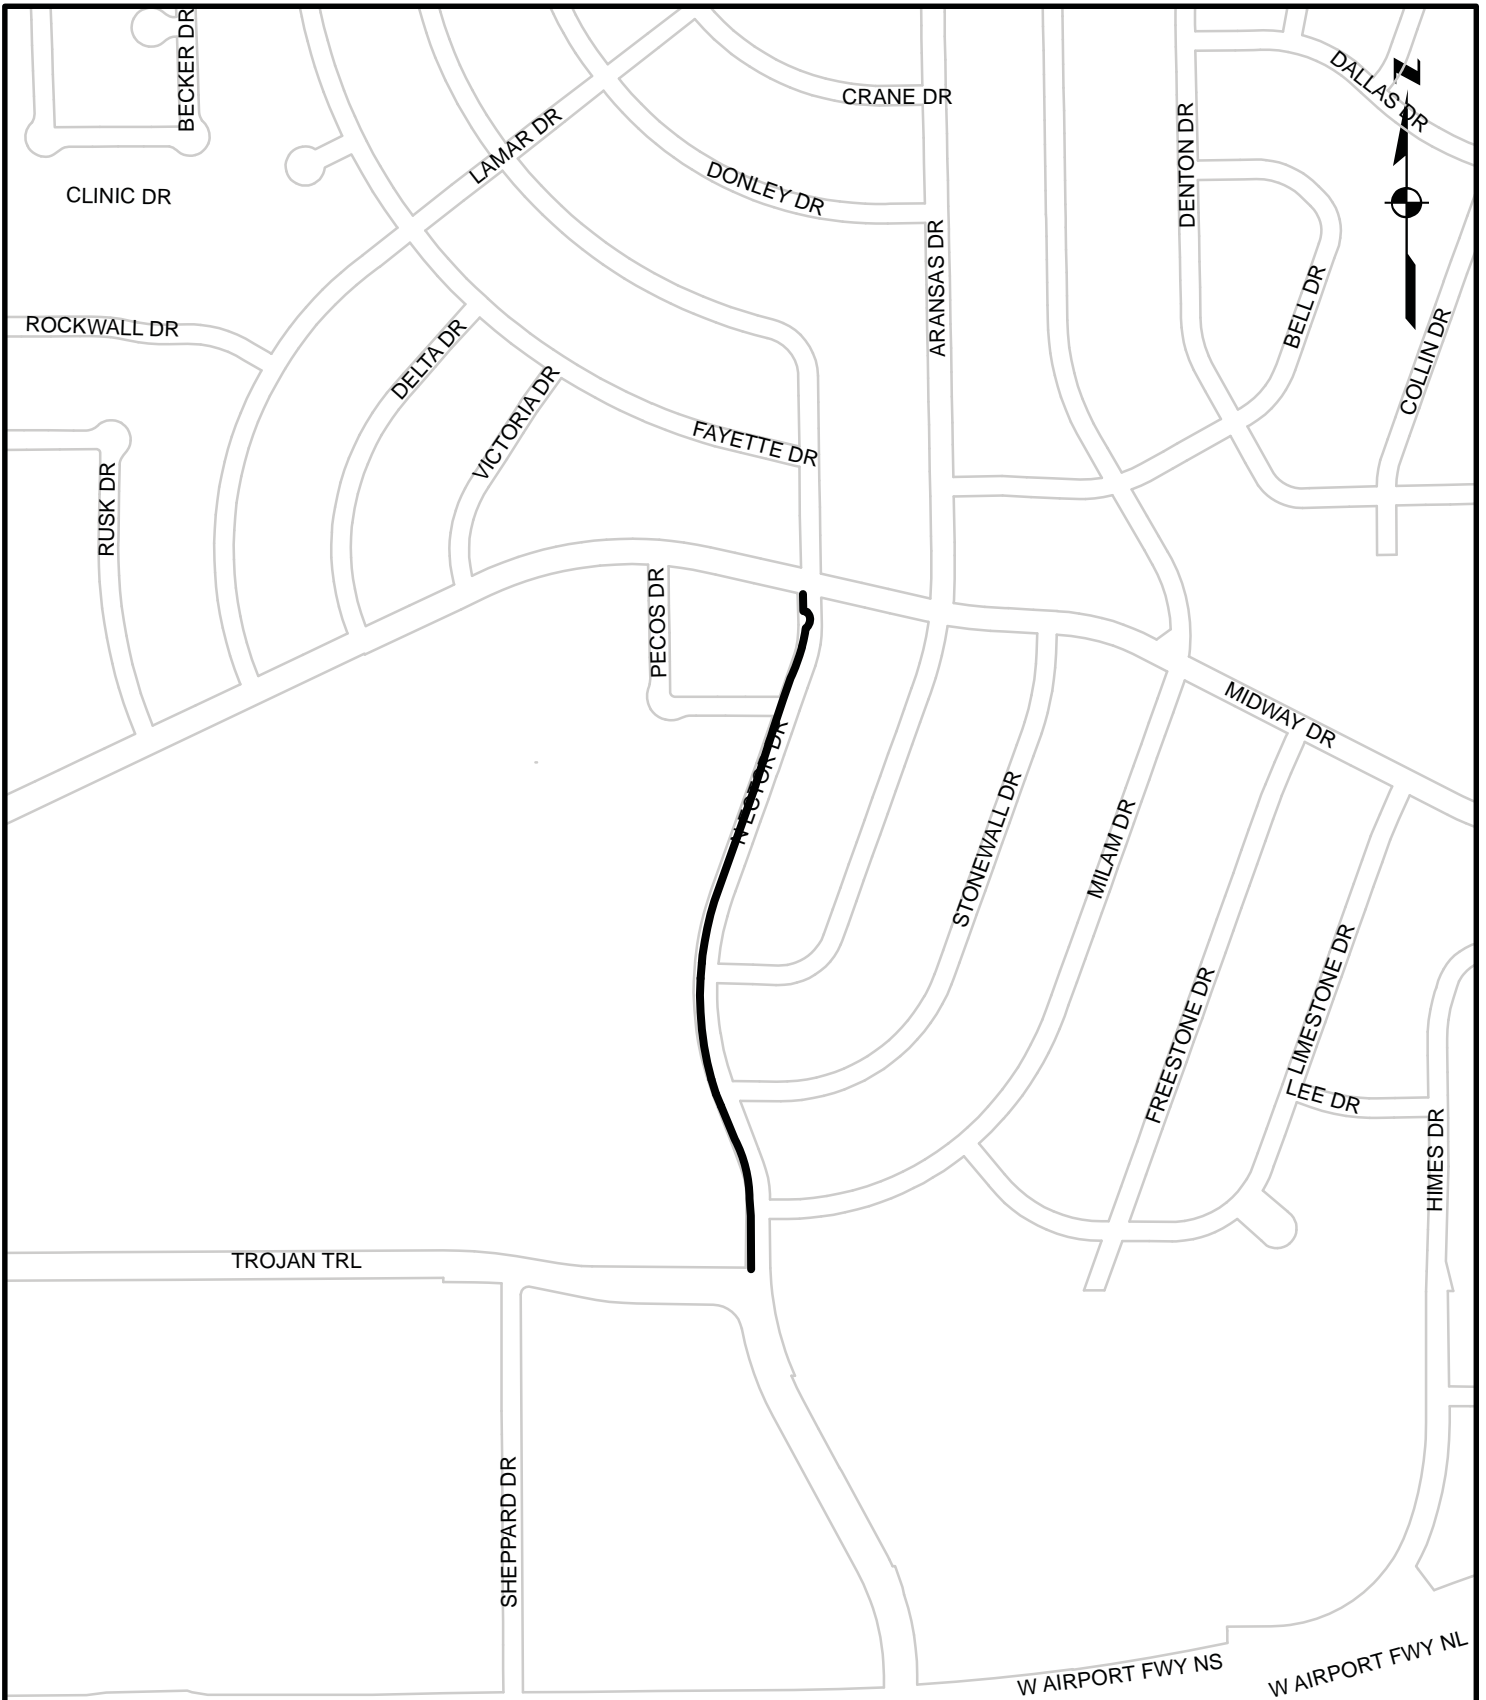 BECKER DR
DALLAS DR
N
CRANE DR
LAMAR DR
DENTON DR
CLINIC DR
DONLEY DR
ARANSAS DR
BELL DR
ROCKWALL DR
DELTA DR
COLLIN DR
VICTORIA DR
FAYETTE DR
RUSK DR
PECOS DR
MIDWAY DR
N ECTOR DR
STONEWALL DR
MILAM DR
LIMESTONE DR
FREESTONE DR
LEE DR
HIMES DR
TROJAN TRL
SHEPPARD DR
W AIRPORT FWY NS
W AIRPORT FWY NL